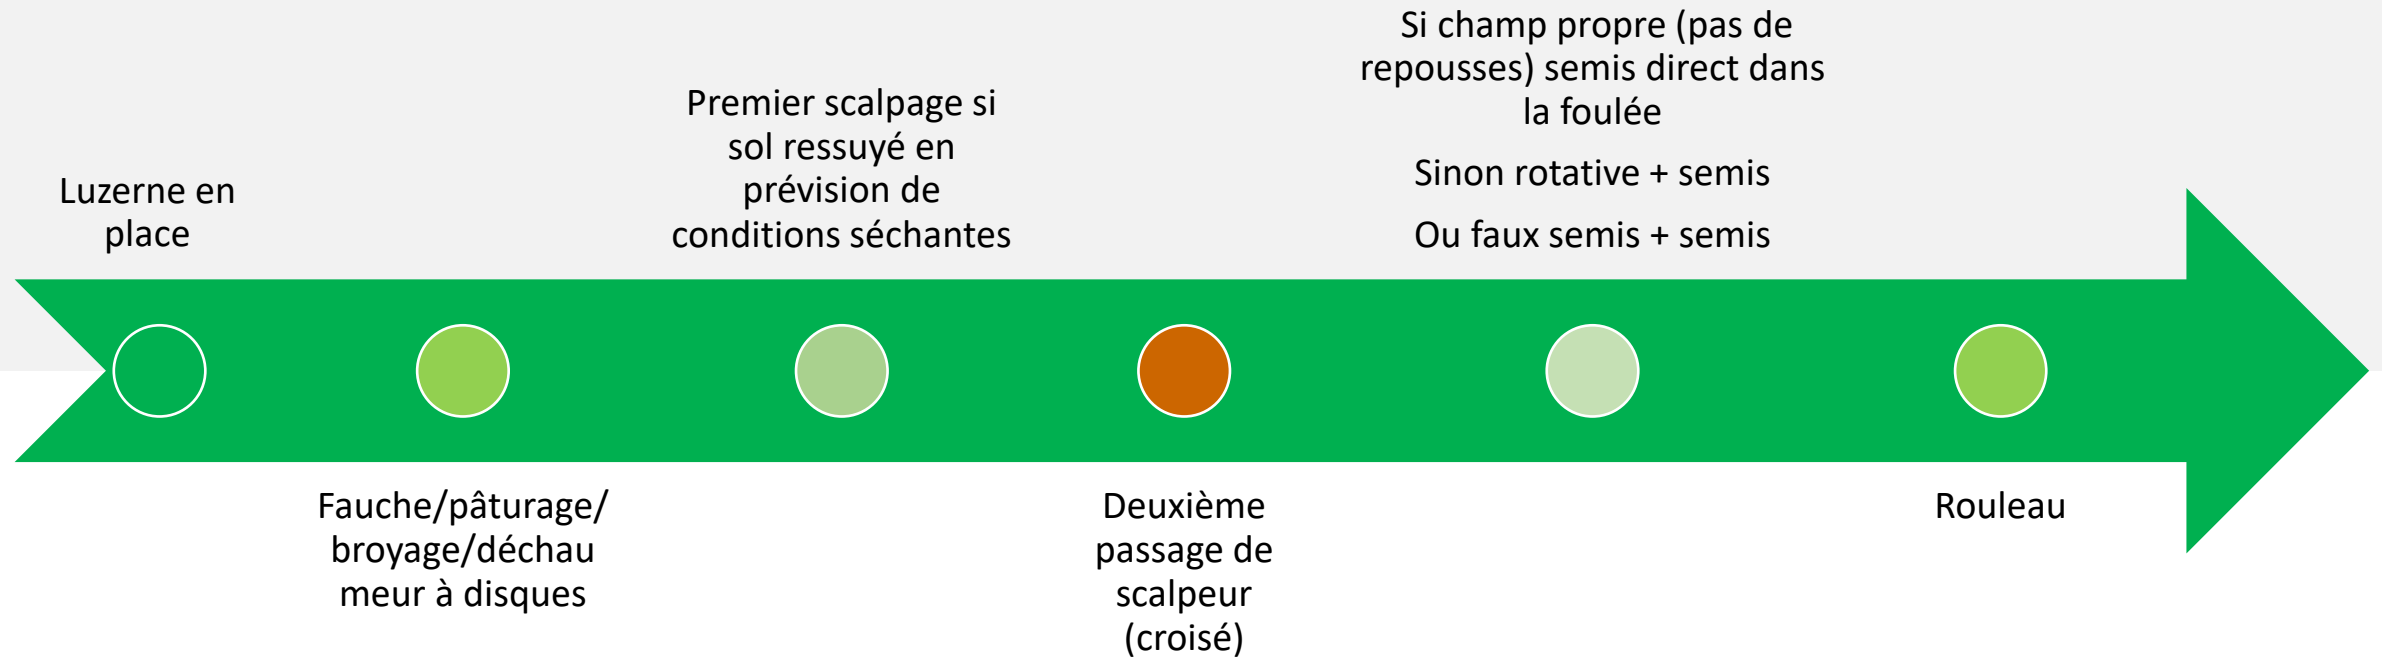 Luzerne en
place
Fauche/pâturage/
broyage/déchau
meur à disques
Premier scalpage si
sol ressuyé en
prévision de
conditions séchantes
Deuxième
passage de
scalpeur
(croisé)
Si champ propre (pas de
repousses) semis direct dans
la foulée
Sinon rotative + semis
Ou faux semis + semis
Rouleau